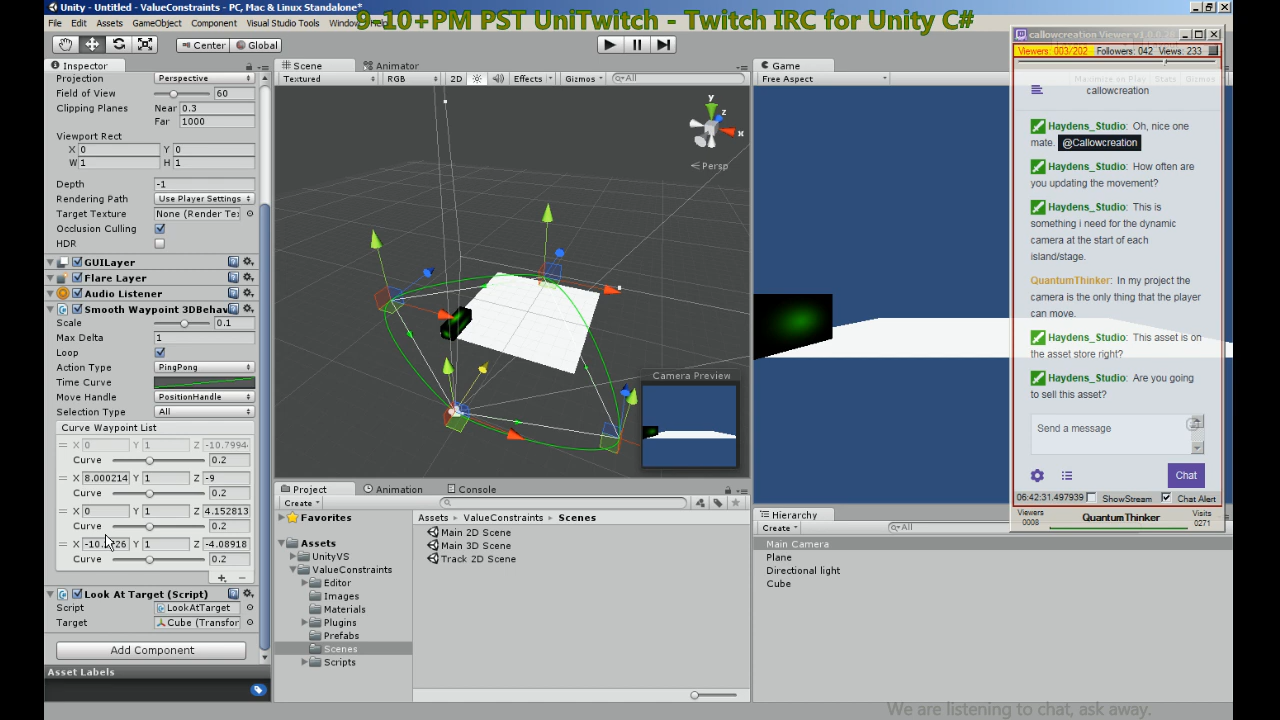 Unity - Untitled - ValueConstraints - PC, Mac & Linux Standalone*
9-10+PM PST UniTwitch - Twitch IRC for Unity C#
File Edit Assets GameObject Component Visual Studio Tools Window
Center Global
Inspector
Projection Perspective
Field of View 60
Clipping Planes Near 0.3
Far 1000
Viewport Rect
X 0 Y 0
W 1 H 1
Depth -1
Rendering Path Use Player Settings
Target Texture None (Render Te:
Occlusion Culling
HDR
GUILayer
Flare Layer
Audio Listener
Smooth Waypoint 3DBehav
Scale 0.1
Max Delta 1
Loop
Action Type PingPong
Time Curve
Move Handle PositionHandle
Selection Type All
Curve Waypoint List
X 0 Y 1 Z -10.7994
Curve 0.2
X 8.000214 Y 1 Z -9
Curve 0.2
X 0 Y 1 Z 4.152813
Curve 0.2
X Y 1 Z -4.08918
Curve 0.2
Look At Target (Script)
Script LookAtTarget
Target Cube (Transfor
Add Component
Asset Labels
Scene Animator
Textured RGB 2D Effects Gizmos All
y
z
x
Persp
Camera Preview
Project Animation Console
Create
Favorites
Assets
UnityVS
ValueConstraints
Editor
Images
Materials
Plugins
Prefabs
Scenes
Scripts
Assets ValueConstraints Scenes
Main 2D Scene
Main 3D Scene
Track 2D Scene
Game
Free Aspect
Maximize on Play Stats Gizmos
Hierarchy
Create All
Main Camera
Plane
Directional light
Cube
callowcreation Viewer
Viewers: 003/202 Followers: 042 Views: 233
callowcreation
Haydens_Studio: Oh, nice one
mate. @Callowcreation
Haydens_Studio: How often are
you updating the movement?
Haydens_Studio: This is
something i need for the dynamic
camera at the start of each
island/stage.
QuantumThinker: In my project the
camera is the only thing that the player
can move.
Haydens_Studio: This asset is on
the asset store right?
Haydens_Studio: Are you going
to sell this asset?
Send a message
Chat
06:42:31.497939 ShowStream Chat Alert
Viewers QuantumThinker Visits
0008 0271
We are listening to chat, ask away.